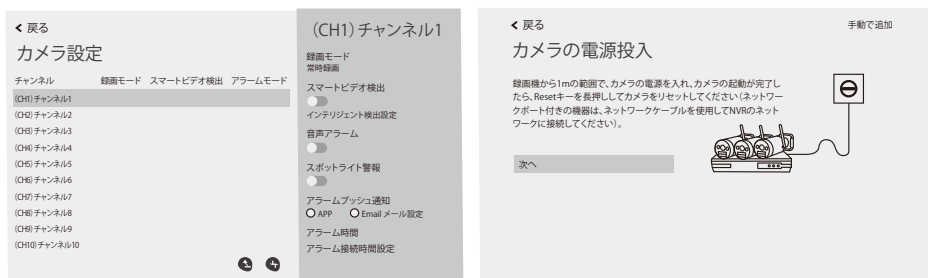 戻る
カメラ設定
チャンネル 録画モード スマートビデオ検出 アラームモード
(CH1)チャンネル1
(CH2)チャンネル2
(CH3)チャンネル3
(CH4)チャンネル4
(CH5)チャンネル5
(CH6)チャンネル6
(CH7)チャンネル7
(CH8)チャンネル8
(CH9)チャンネル9
(CH10)チャンネル10
(CH1)チャンネル1
録画モード
常時録画
スマートビデオ検出
インテリジェント検出設定
音声アラーム
スポットライト警報
アラームプッシュ通知
APP Email メール設定
アラーム時間
アラーム接続時間設定
戻る
手動で追加
カメラの電源投入
録画機から1mの範囲で、カメラの電源を入れ、カメラの起動が完了し
たら、Resetキーを長押ししてカメラをリセットしてください（ネットワー
クポート付きの機器は、ネットワークケーブルを使用してNVRのネット
ワークに接続してください）。
次へ